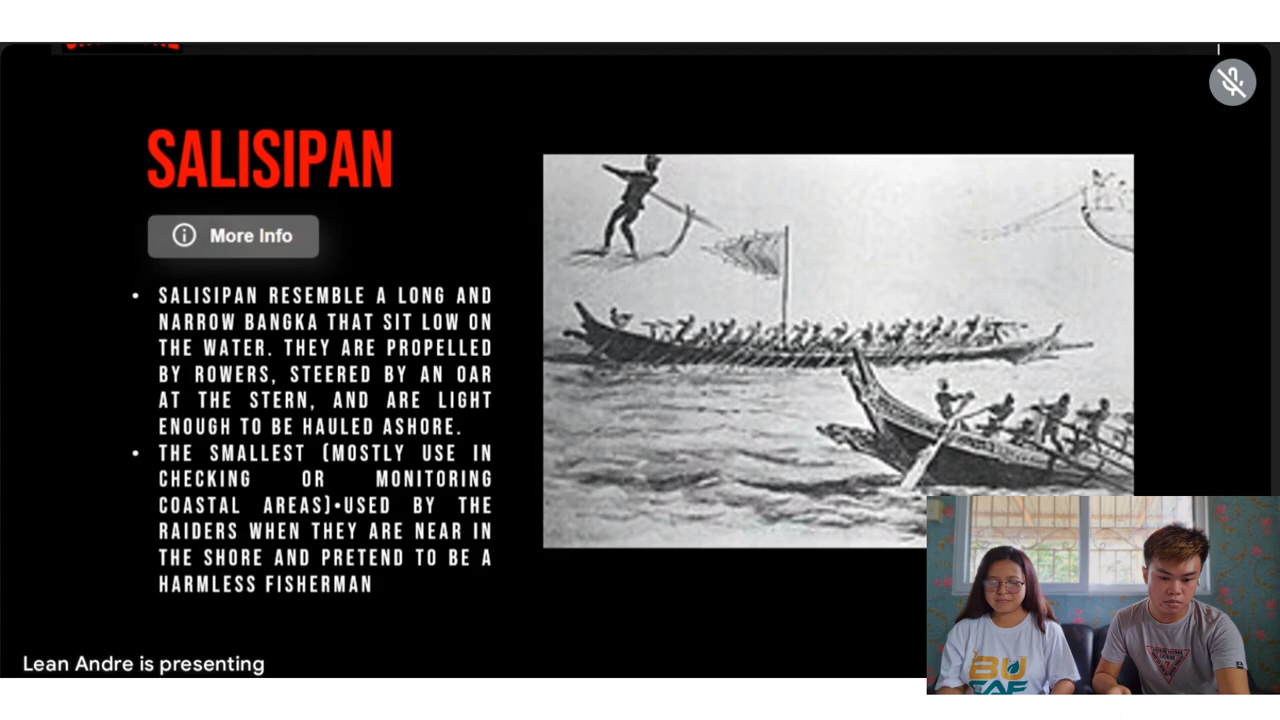 SALISIPAN
More Info
• SALISIPAN RESEMBLE A LONG AND
NARROW BANGKA THAT SIT LOW ON
THE WATER. THEY ARE PROPELLED
BY ROWERS, STEERED BY AN OAR
AT THE STERN, AND ARE LIGHT
ENOUGH TO BE HAULED ASHORE.
• THE SMALLEST (MOSTLY USE IN
CHECKING OR MONITORING
COASTAL AREAS)•USED BY THE
RAIDERS WHEN THEY ARE NEAR IN
THE SHORE AND PRETEND TO BE A
HARMLESS FISHERMAN
Lean Andre is presenting
BU